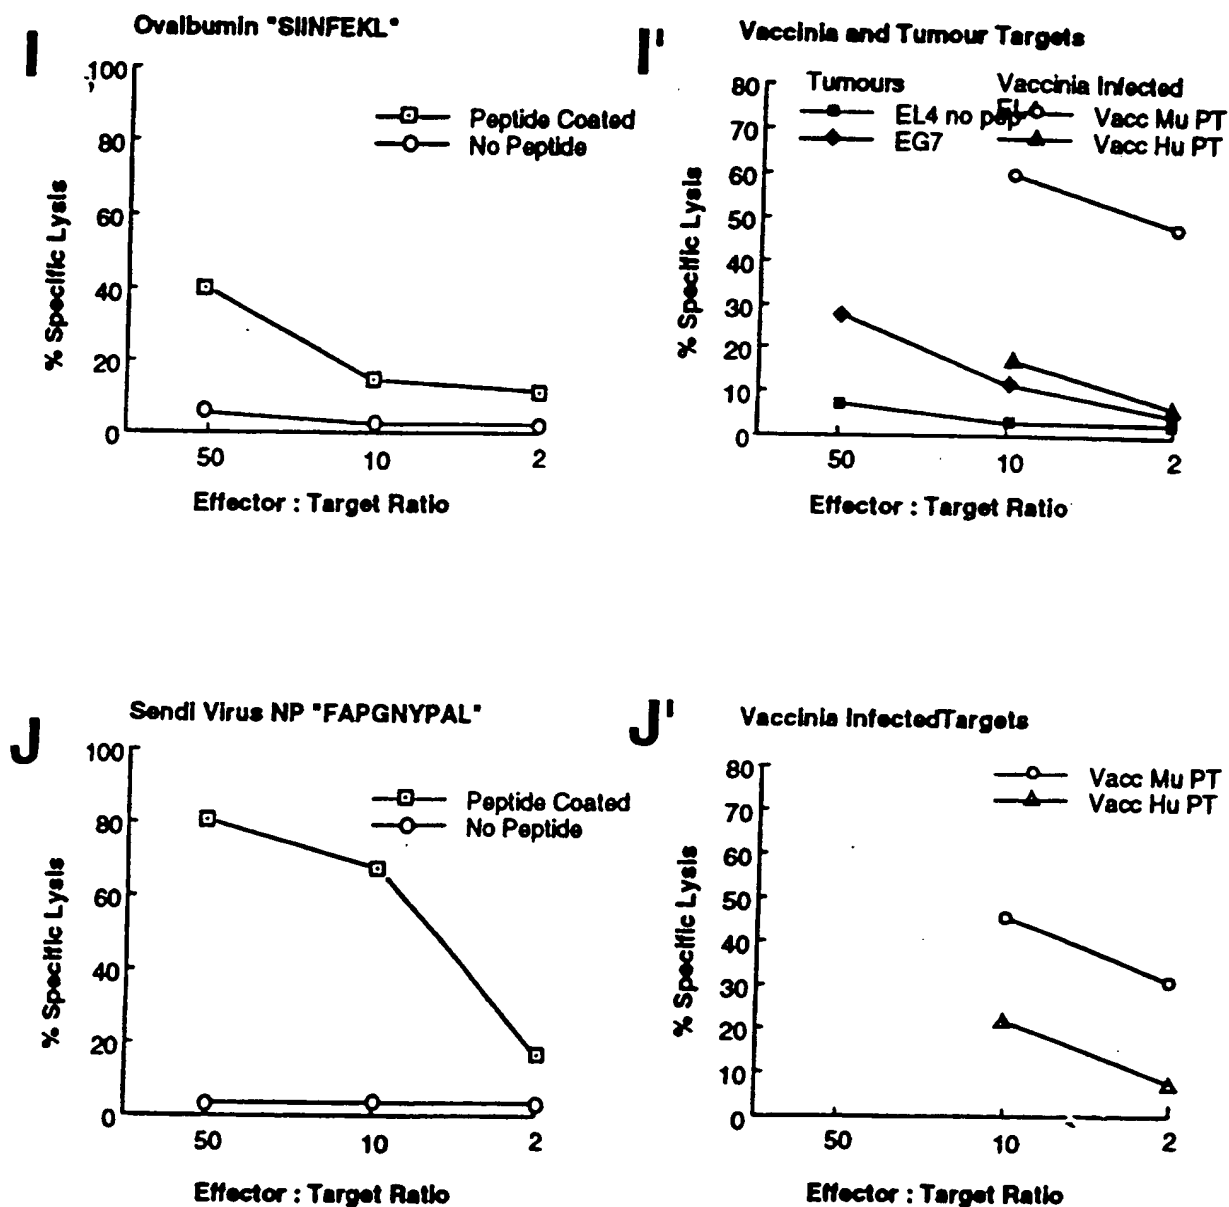 I
Ovalbumin "SIINFEKL"
100
80
60
40
20
0
% Specific Lysis
Peptide Coated
No Peptide
50 10 2
Effector : Target Ratio
I'
Vaccinia and Tumour Targets
80
70
60
50
40
30
20
10
0
% Specific Lysis
Tumours
EL4 no pep
EG7
Vaccinia Infected
EL4
Vacc Mu PT
Vacc Hu PT
50 10 2
Effector : Target Ratio
J
Sendi Virus NP "FAPGNYPAL"
100
80
60
40
20
0
% Specific Lysis
Peptide Coated
No Peptide
50 10 2
Effector : Target Ratio
J'
Vaccinia InfectedTargets
80
70
60
50
40
30
20
10
0
% Specific Lysis
Vacc Mu PT
Vacc Hu PT
50 10 2
Effector : Target Ratio